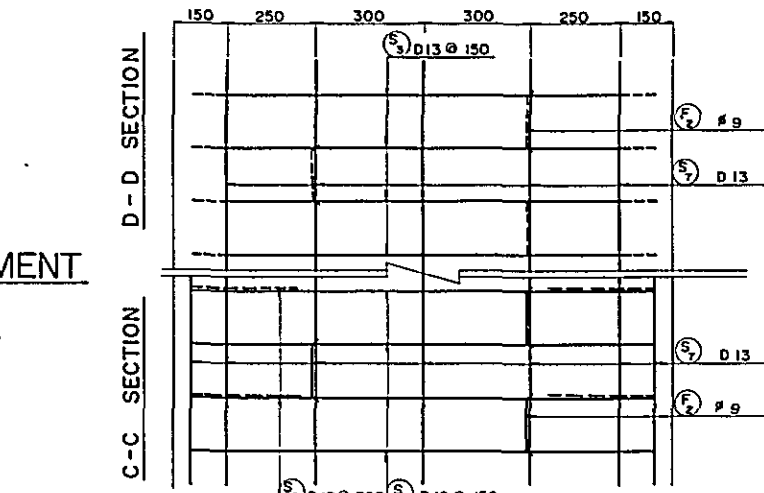 150 250 300 300 250 150
S3 D13 @ 150
D-D SECTION
F2 ø 9
S7 D 13
MENT
C-C SECTION
S7 D 13
F2 ø 9